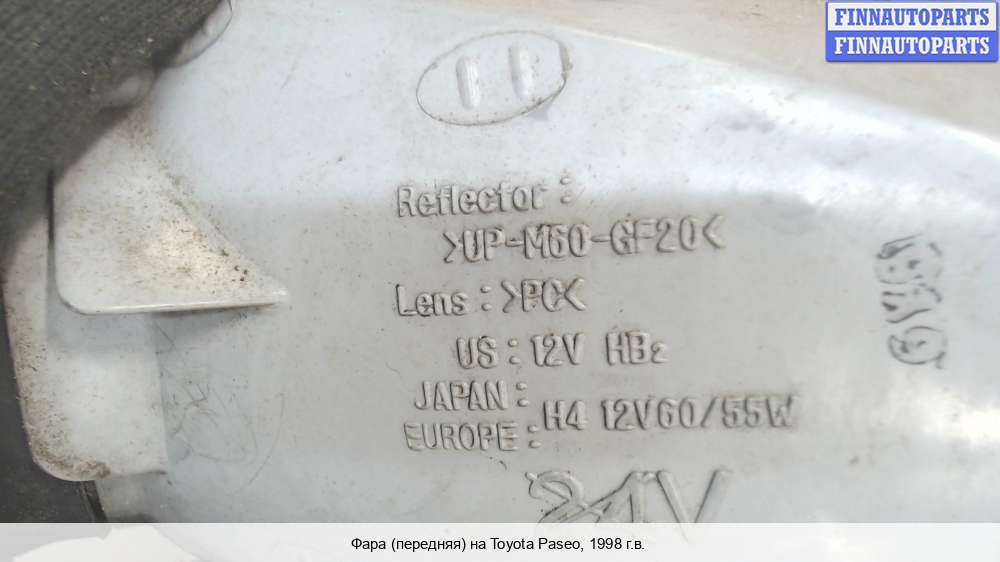 FINNAUTOPARTS
FINNAUTOPARTS
Reflector :
>UP-M60-GF20<
Lens : >PC<
US : 12V HB2
JAPAN :
EUROPE : H4 12V60/55W
Фара (передняя) на Toyota Paseo, 1998 г.в.